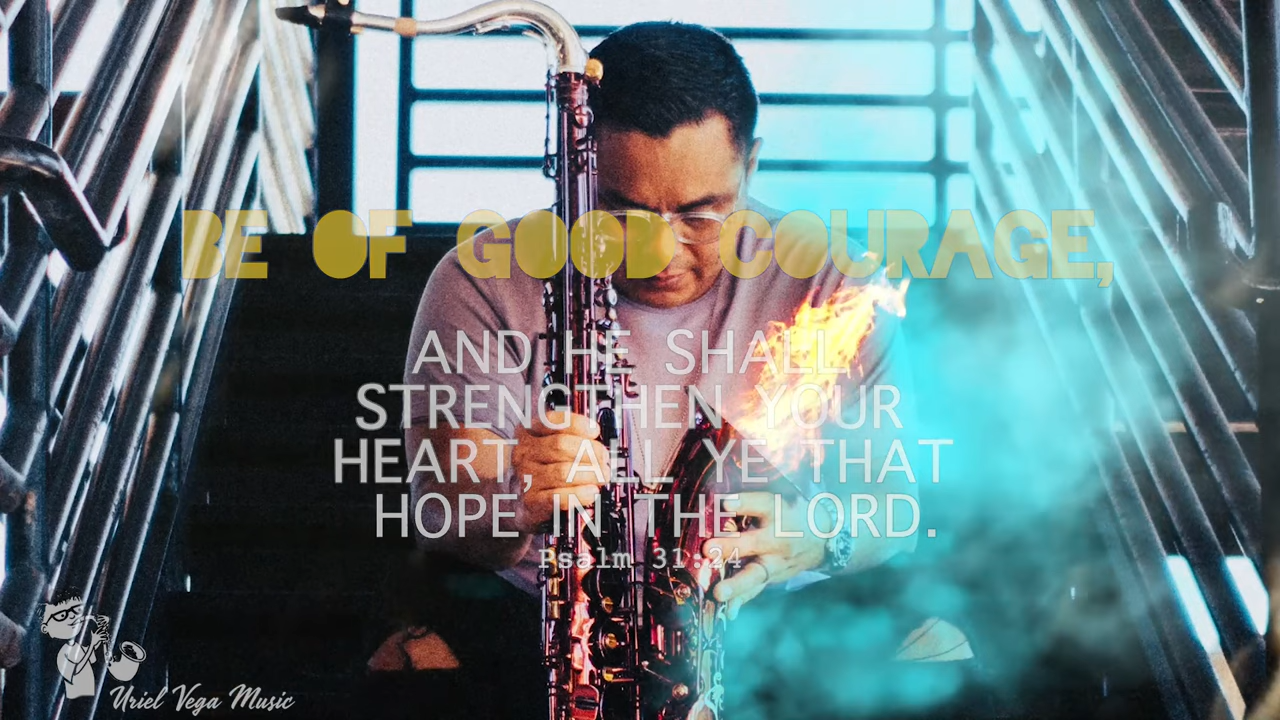 BE OF GOOD COURAGE,
AND HE SHALL
STRENGTHEN YOUR
HEART, ALL YE THAT
HOPE IN THE LORD.
Psalm 31:24
Uriel Vega Music